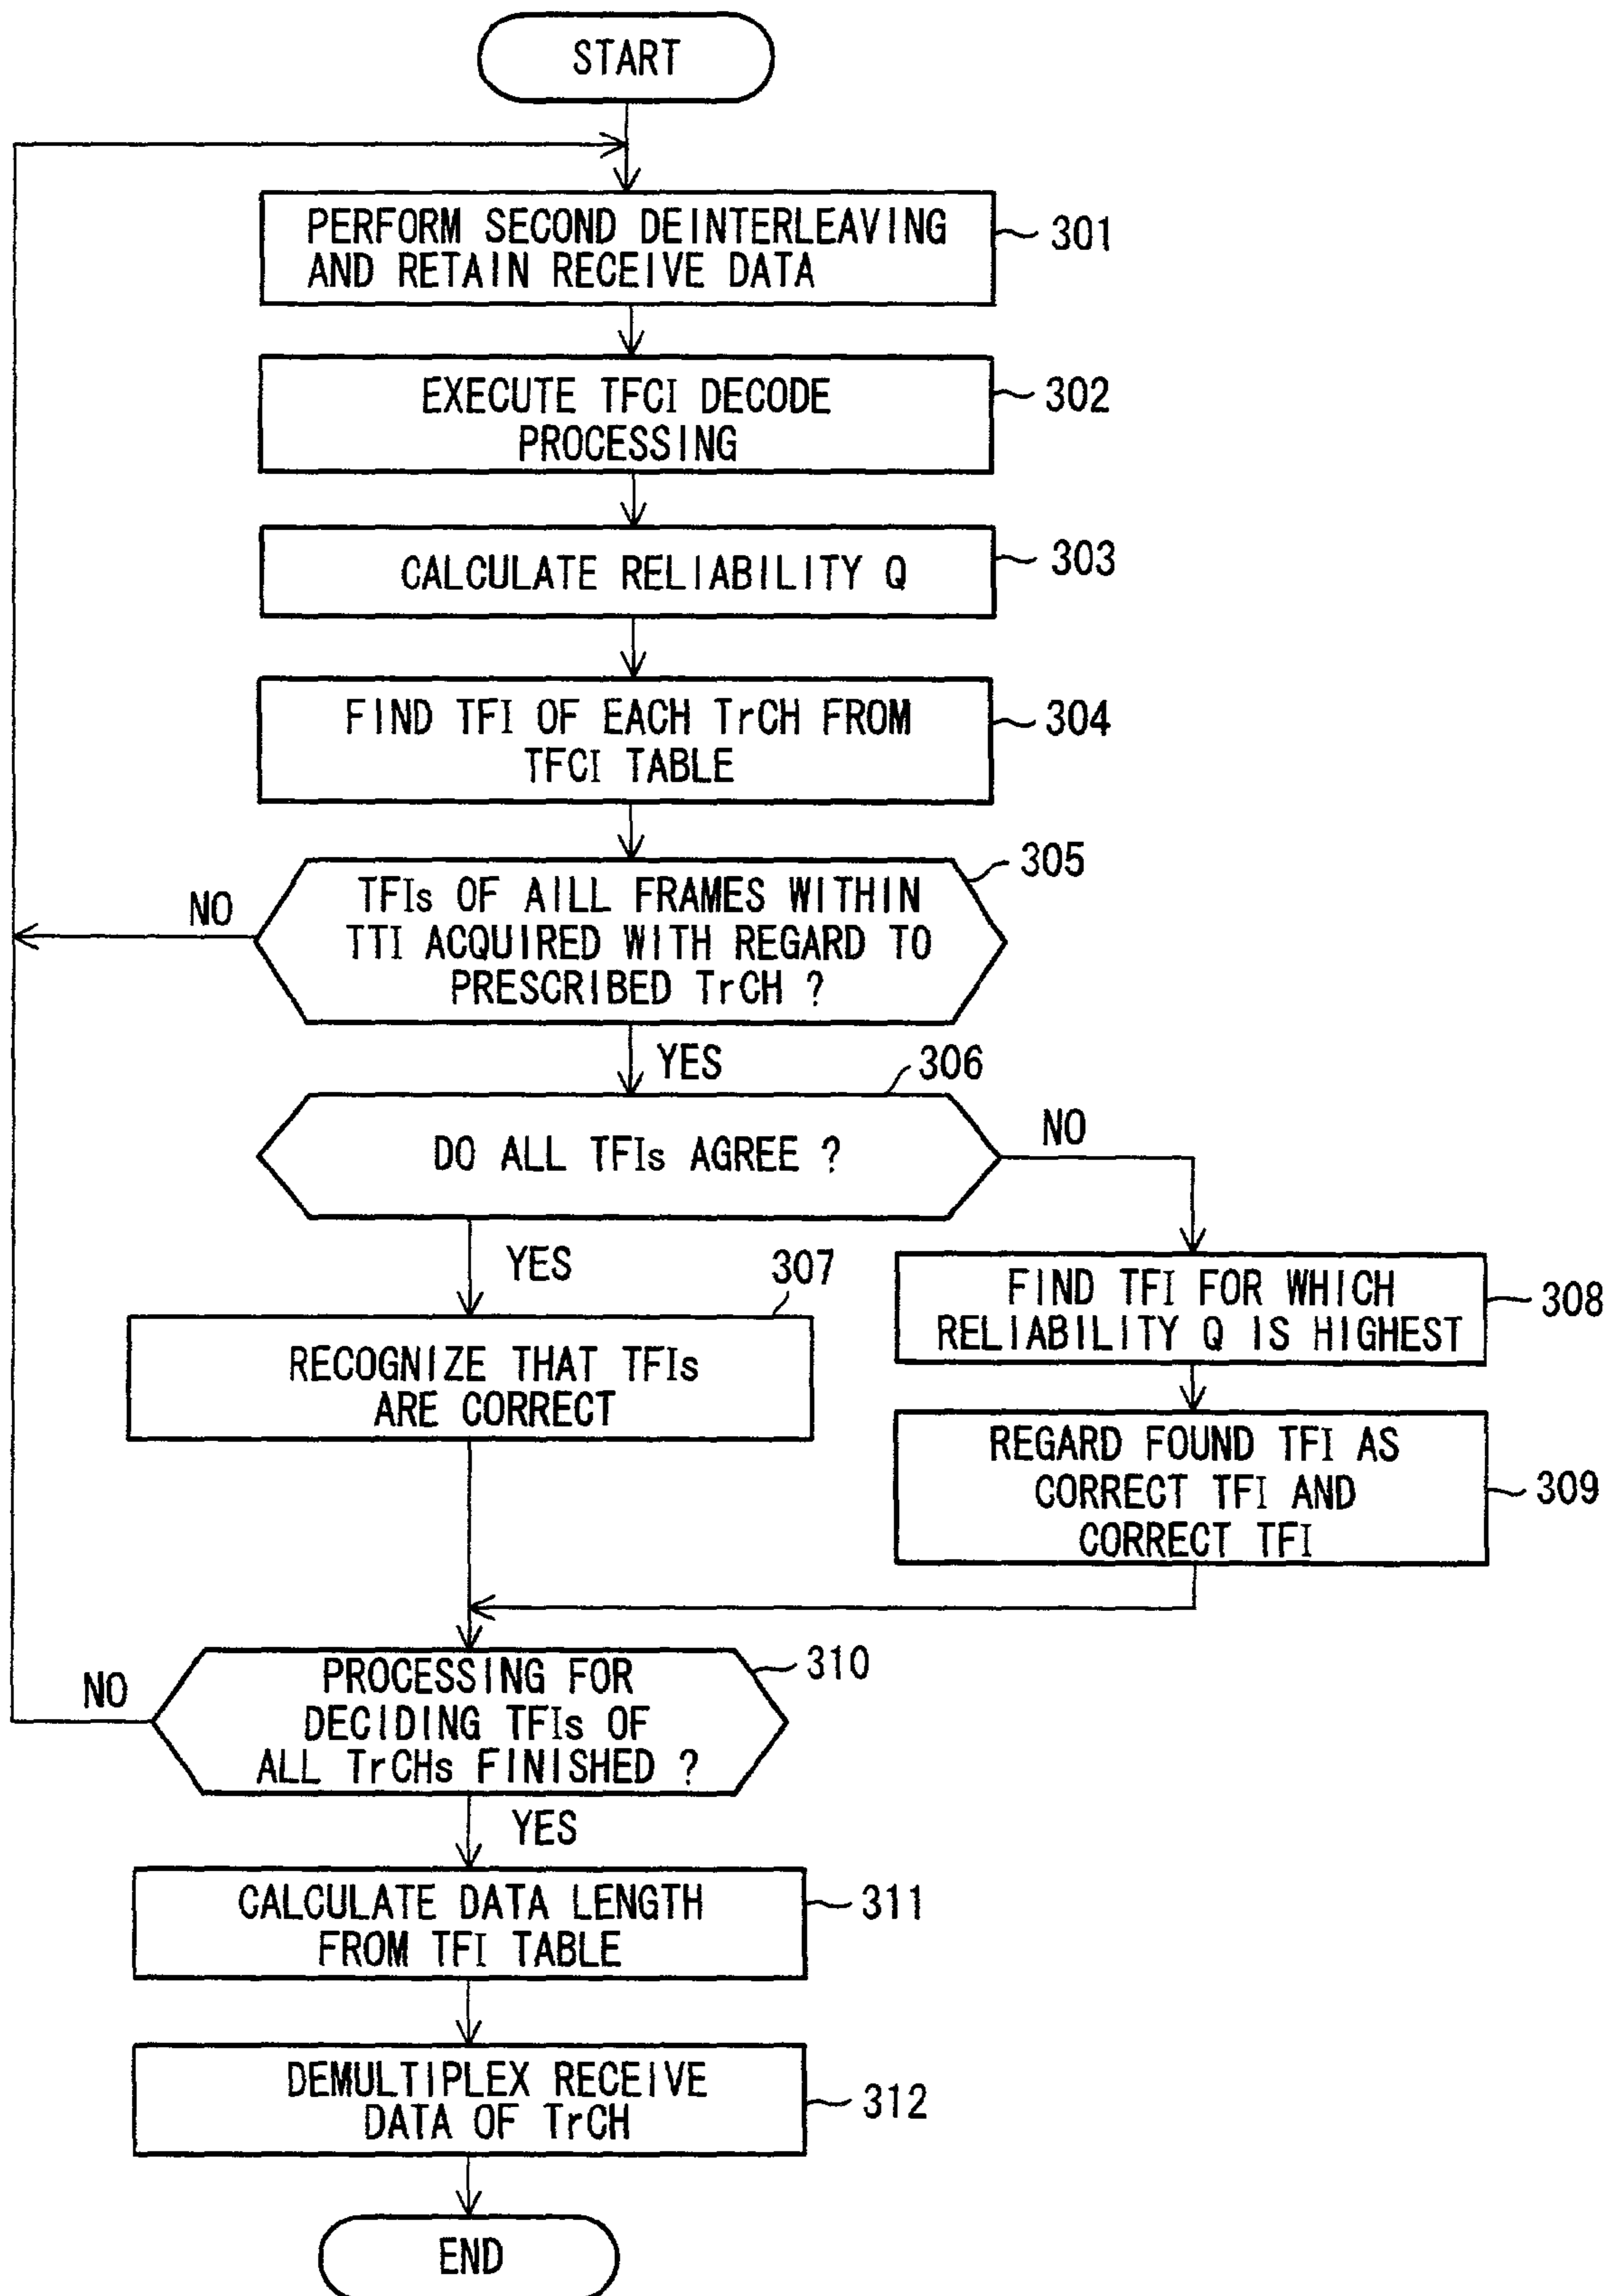 START
PERFORM SECOND DEINTERLEAVING
AND RETAIN RECEIVE DATA
301
EXECUTE TFCI DECODE
PROCESSING
302
CALCULATE RELIABILITY Q
303
FIND TFI OF EACH TrCH FROM
TFCI TABLE
304
TFIs OF AILL FRAMES WITHIN
TTI ACQUIRED WITH REGARD TO
PRESCRIBED TrCH ?
305
NO
YES
DO ALL TFIs AGREE ?
306
NO
YES
RECOGNIZE THAT TFIs
ARE CORRECT
307
FIND TFI FOR WHICH
RELIABILITY Q IS HIGHEST
308
REGARD FOUND TFI AS
CORRECT TFI AND
CORRECT TFI
309
PROCESSING FOR
DECIDING TFIs OF
ALL TrCHs FINISHED ?
310
NO
YES
CALCULATE DATA LENGTH
FROM TFI TABLE
311
DEMULTIPLEX RECEIVE
DATA OF TrCH
312
END